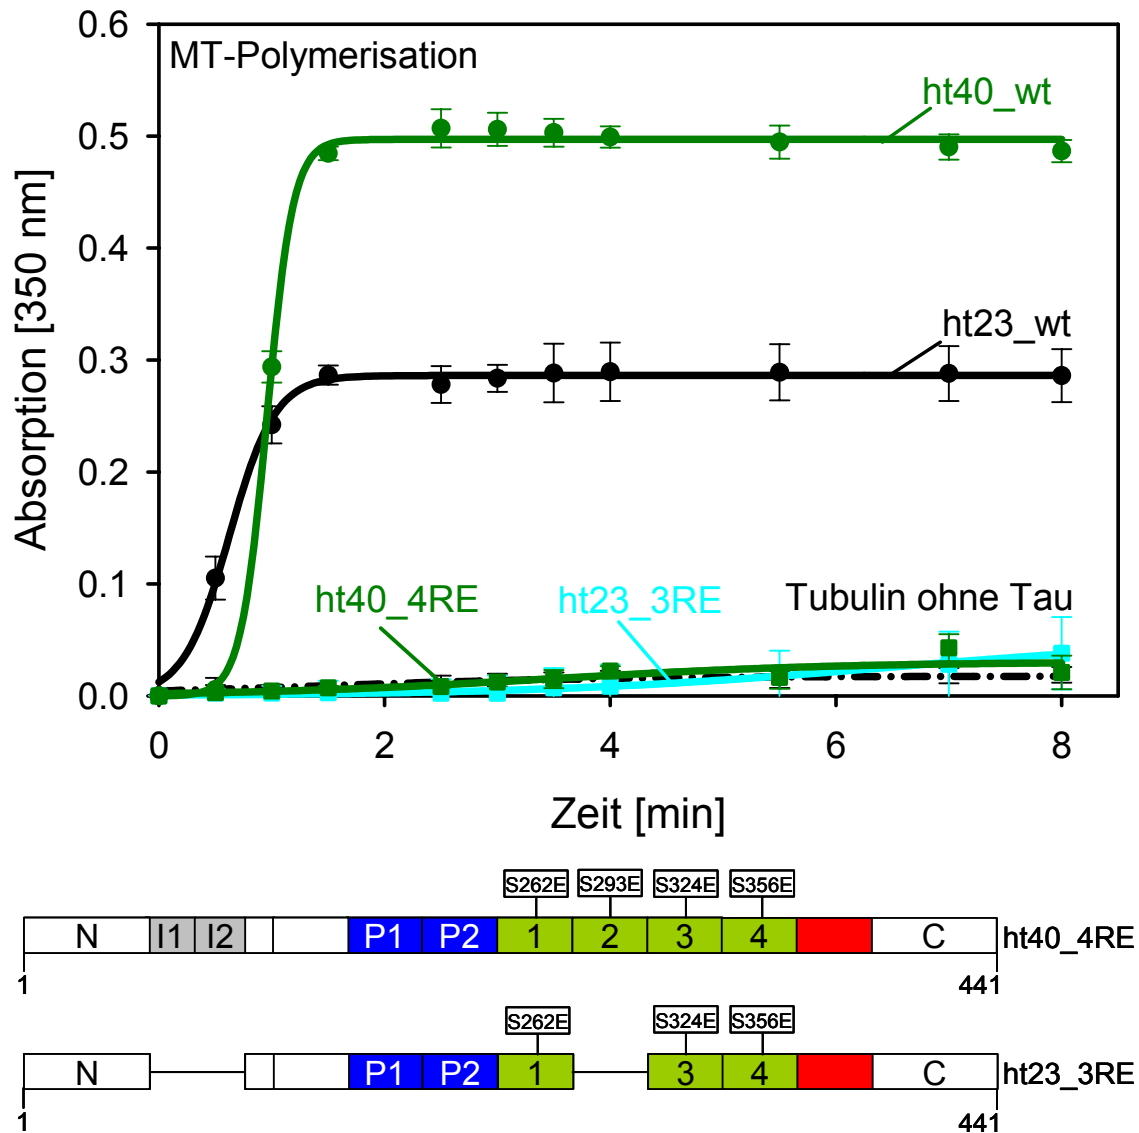 MT-Polymerisation
ht40_wt
ht23_wt
ht40_4RE
ht23_3RE
Tubulin ohne Tau
0.6
0.5
0.4
0.3
0.2
0.1
0.0
Absorption [350 nm]
0 2 4 6 8
Zeit [min]
S262E S293E S324E S356E
N I1 I2 P1 P2 1 2 3 4 C ht40_4RE
1 441
S262E S324E S356E
N P1 P2 1 3 4 C ht23_3RE
1 441